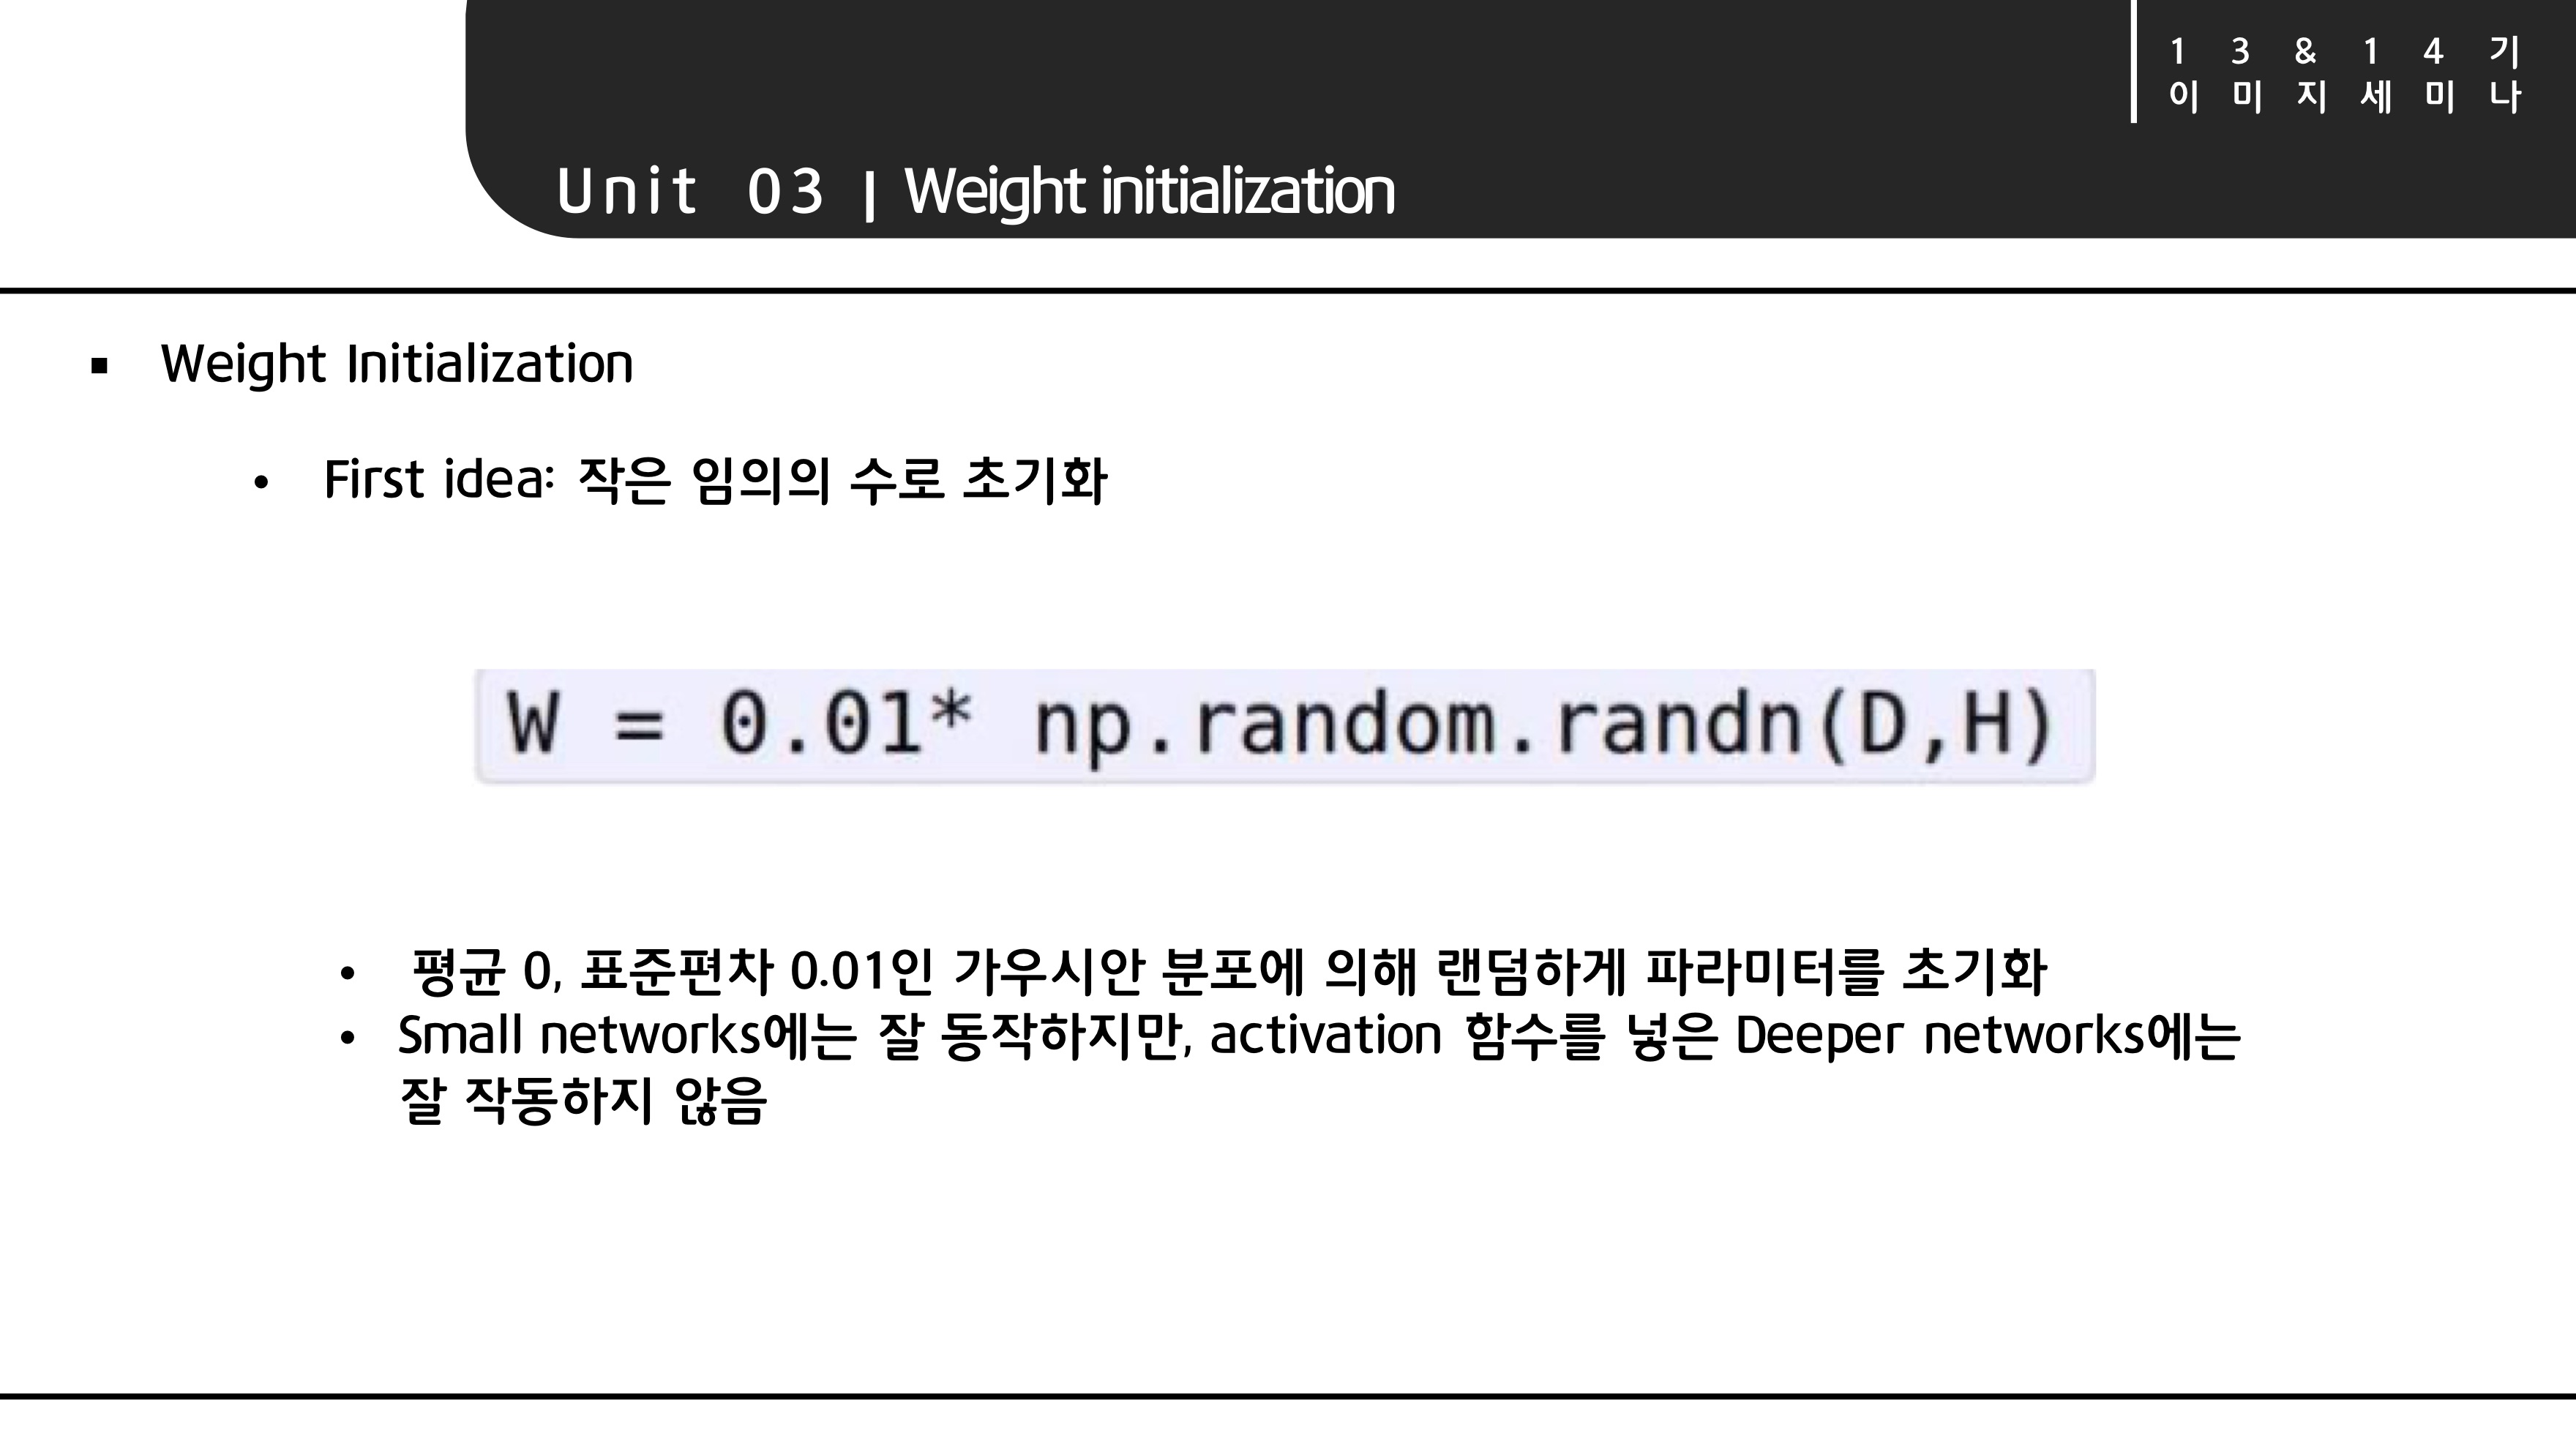 1 3 & 1 4 기
이 미 지 세 미 나
Unit 03 | Weight initialization
▪ Weight Initialization
• First idea: 작은 임의의 수로 초기화
W = 0.01* np.random.randn(D,H)
• 평균 0, 표준편차 0.01인 가우시안 분포에 의해 랜덤하게 파라미터를 초기화
• Small networks에는 잘 동작하지만, activation 함수를 넣은 Deeper networks에는
잘 작동하지 않음